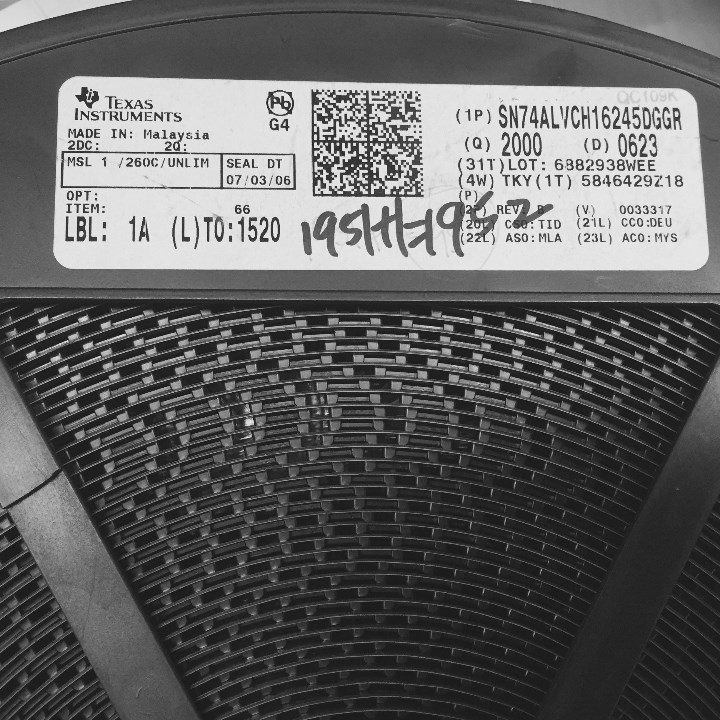 TEXAS
INSTRUMENTS
MADE IN: Malaysia
2DC: 2Q:
MSL 1 /260C/UNLIM
SEAL DT
07/03/06
OPT:
ITEM: 66
LBL: 1A (L)TO:1520
Pb
G4
(1P) SN74ALVCH16245DGGR
(Q) 2000 (D) 0623
(31T)LOT: 6882938WEE
(4W) TKY(1T) 5846429Z18
(P)
(2P) REV: (V) 0033317
(20L) CSO:TID (21L) CCO:DEU
(22L) ASO:MLA (23L) ACO:MYS